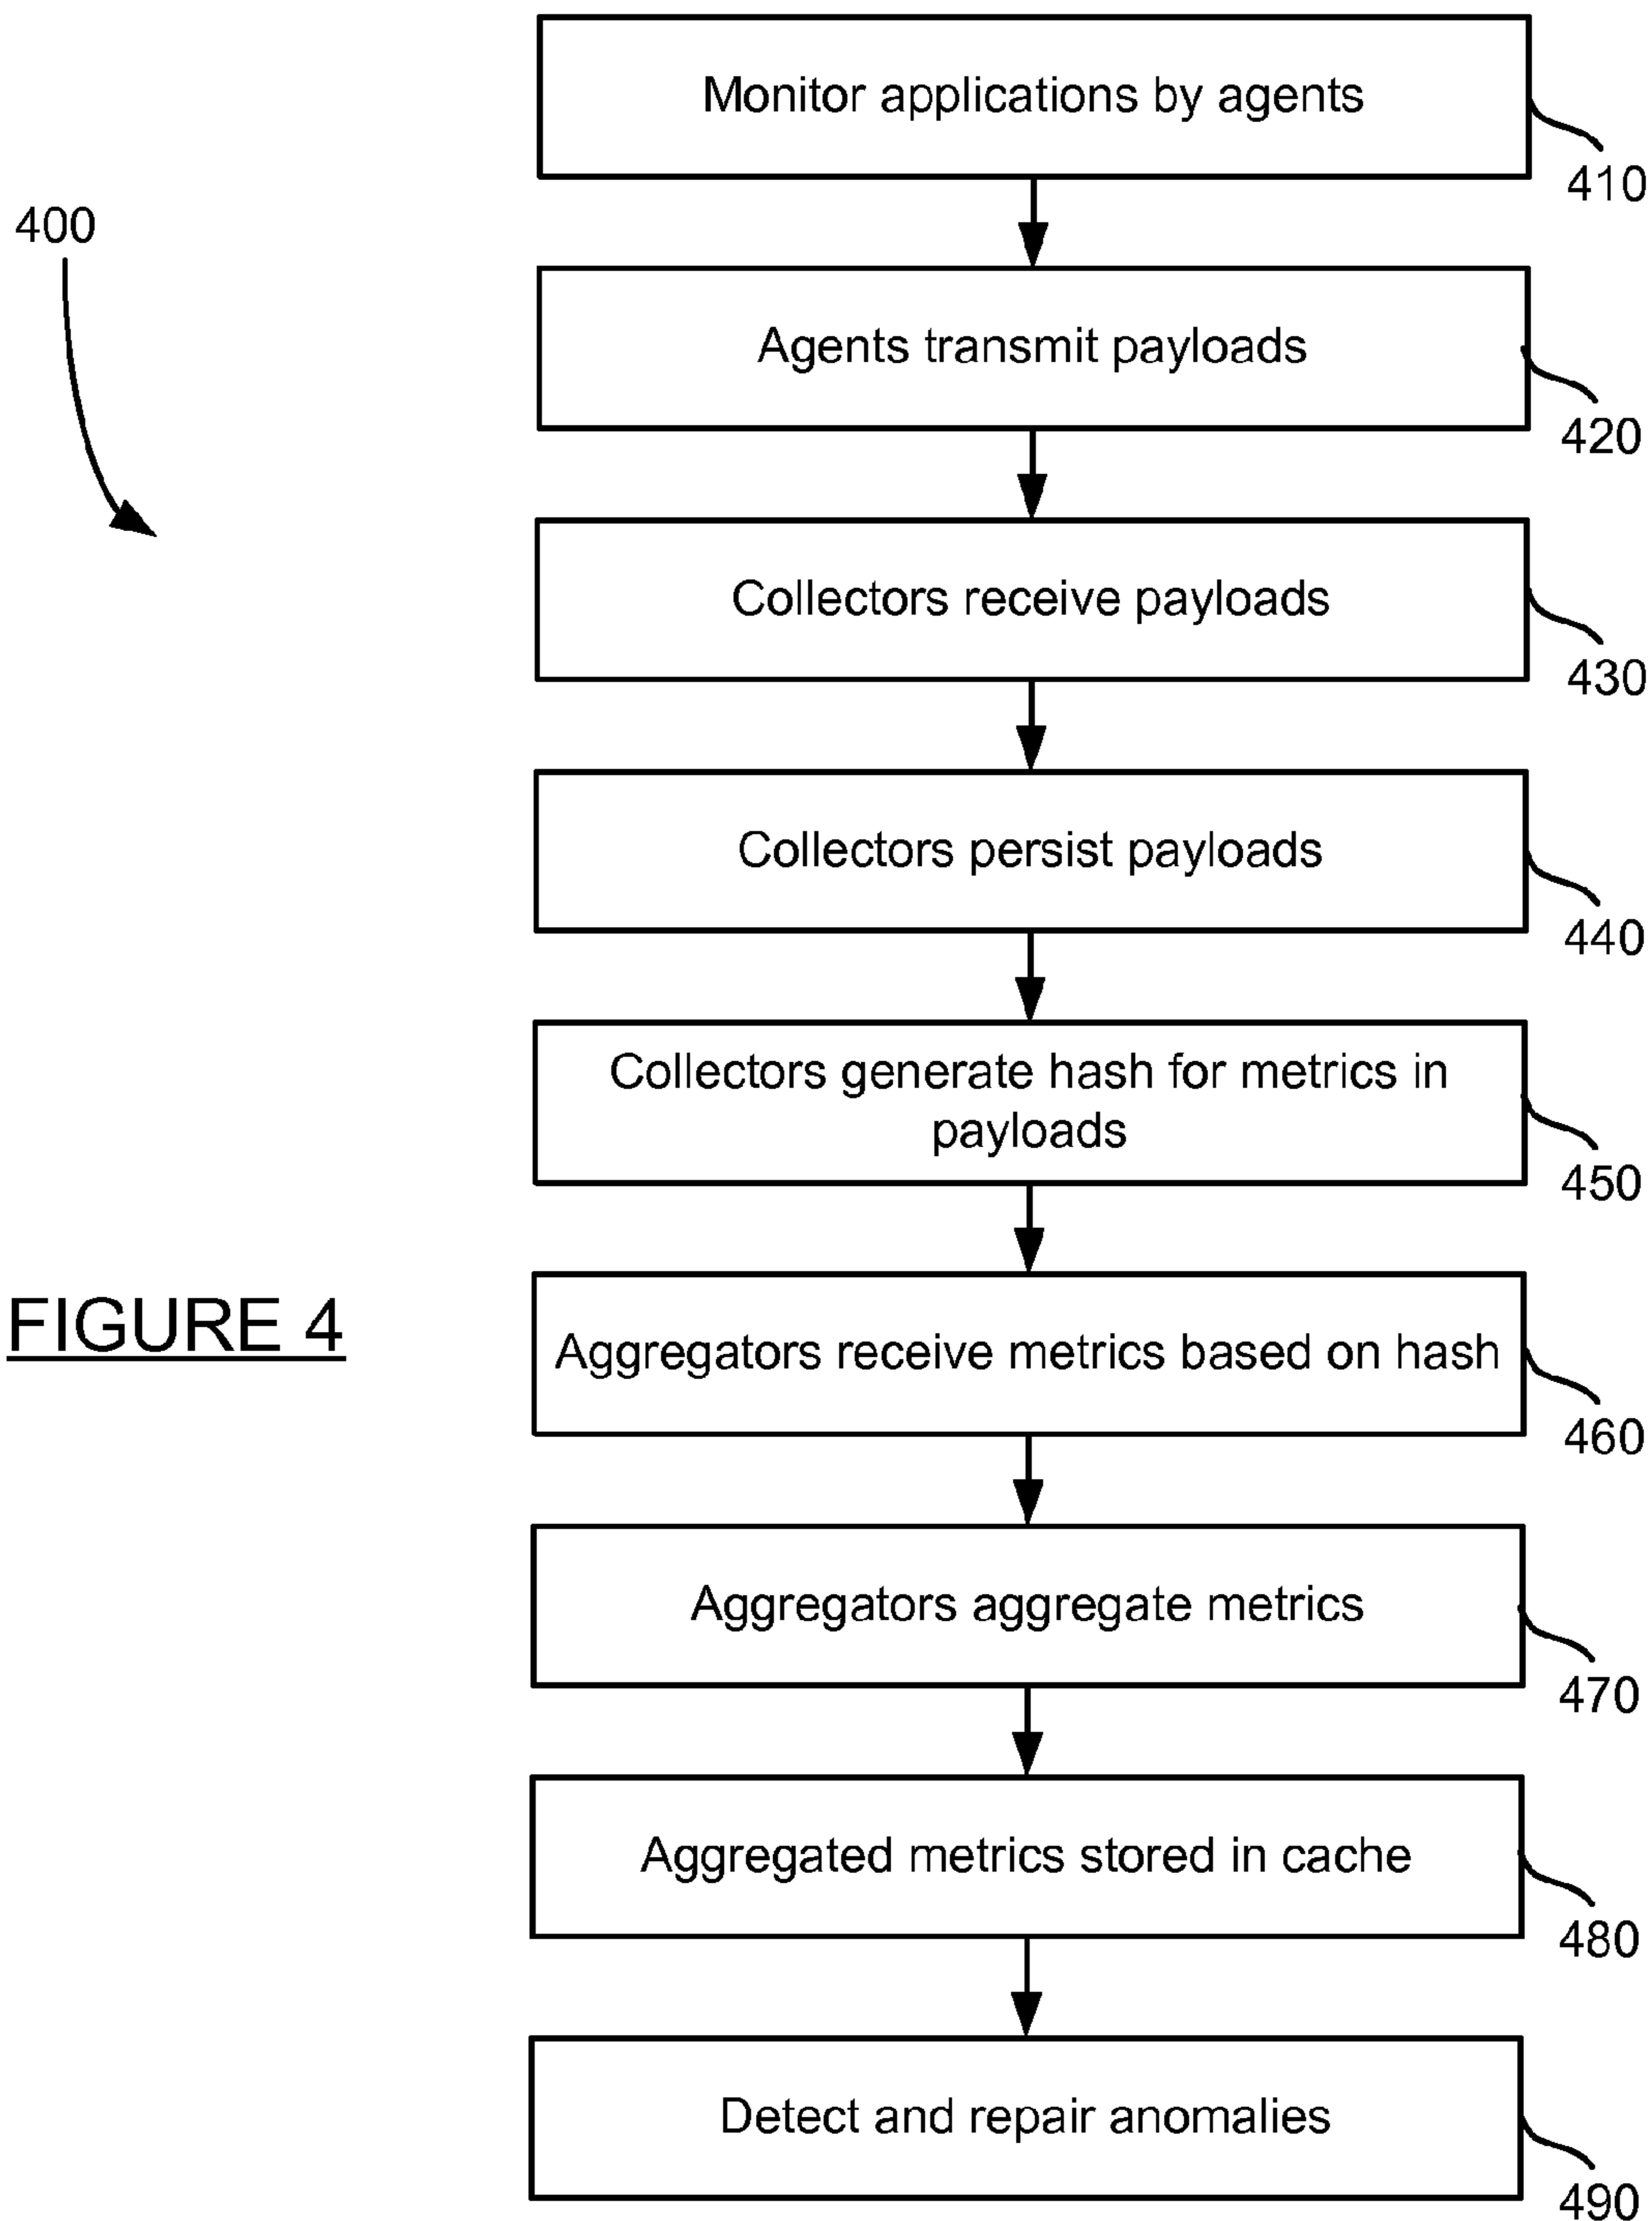 Monitor applications by agents
410
400
Agents transmit payloads
420
Collectors receive payloads
430
Collectors persist payloads
440
Collectors generate hash for metrics in
payloads
450
FIGURE 4
Aggregators receive metrics based on hash
460
Aggregators aggregate metrics
470
Aggregated metrics stored in cache
480
Detect and repair anomalies
490